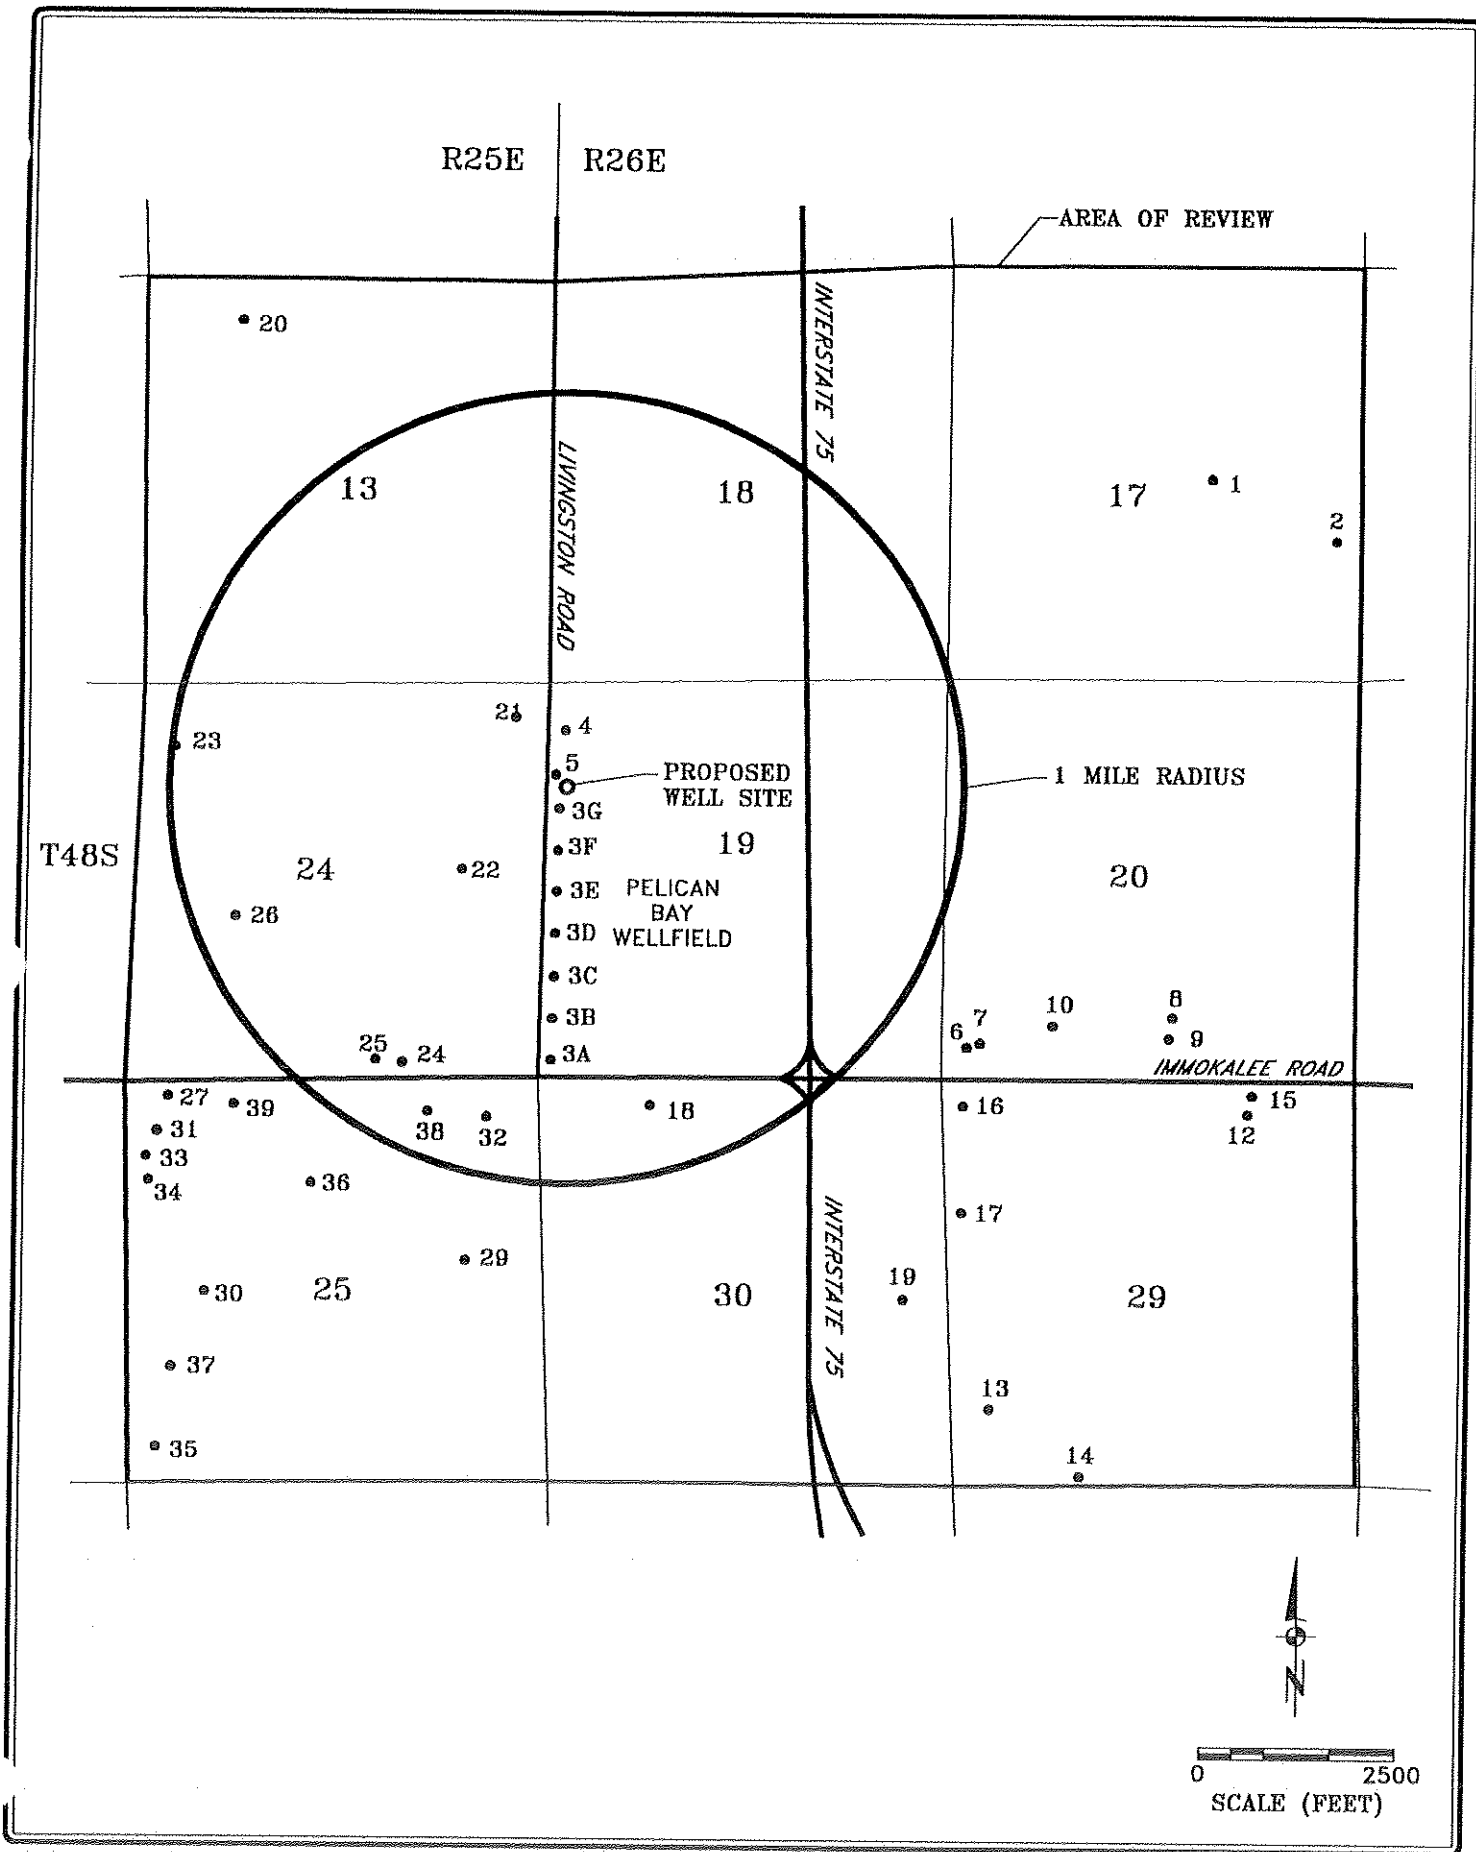 R25E R26E
AREA OF REVIEW
20
INTERSTATE 75
LIVINGSTON ROAD
13
18
17
1
2
21
4
23
5
PROPOSED
WELL SITE
1 MILE RADIUS
3G
T48S
3F
19
24
22
20
3E
PELICAN
BAY
WELLFIELD
26
3D
3C
3B
10
8
6
7
9
25
24
3A
IMMOKALEE ROAD
27
39
38
32
18
16
15
12
31
33
34
36
17
INTERSTATE 75
29
19
30
25
30
29
37
13
35
14
N
0 2500
SCALE (FEET)